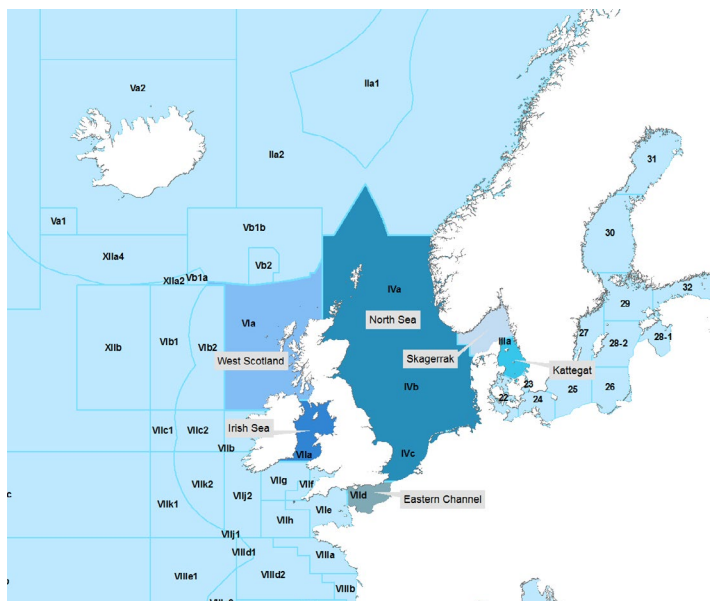 IIa1
Va2
31
IIa2
Va1
Vb1b
30
XIIa4
Vb2
XIIa2
Vb1a
IVa
32
29
VIa
North Sea
27
28-2
28-1
XIIb
VIb1
VIb2
Skagerrak
IIIa
Kattegat
West Scotland
23
22
24
25
26
IVb
VIIc1
VIIc2
Irish Sea
VIIb
VIIa
IVc
VIIk2
VIIg
VIIf
c
VIIj2
VIId
Eastern Channel
VIIk1
VIIe
VIIh
VIIj1
VIIId1
VIIIa
VIIIe1
VIIId2
VIIIb